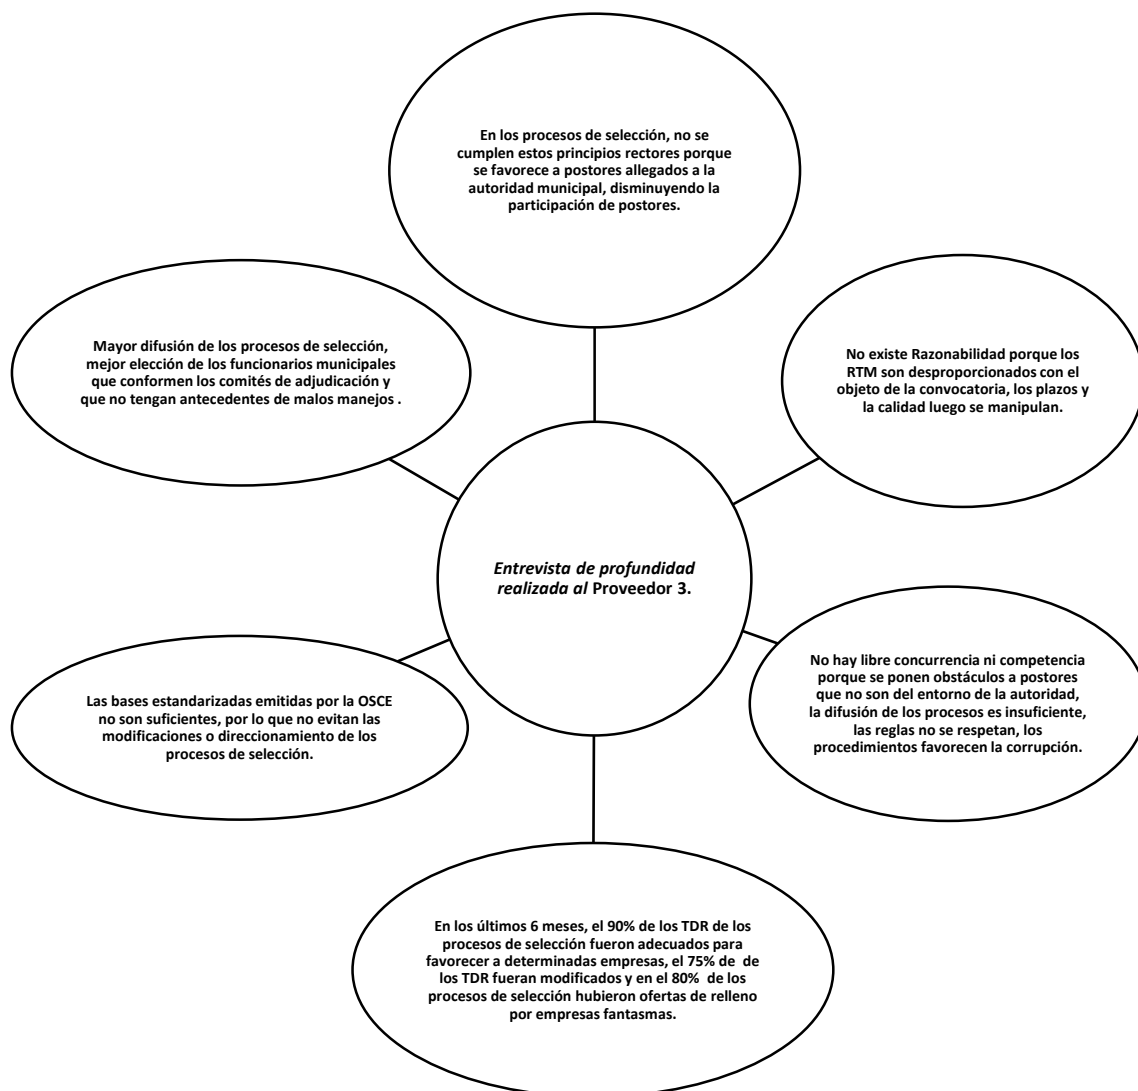 En los procesos de selección, no se
cumplen estos principios rectores porque
se favorece a postores allegados a la
autoridad municipal, disminuyendo la
participación de postores.
Mayor difusión de los procesos de selección,
mejor elección de los funcionarios municipales
que conformen los comités de adjudicación y
que no tengan antecedentes de malos manejos .
No existe Razonabilidad porque los
RTM son desproporcionados con el
objeto de la convocatoria, los plazos y
la calidad luego se manipulan.
Entrevista de profundidad
realizada al Proveedor 3.
Las bases estandarizadas emitidas por la OSCE
no son suficientes, por lo que no evitan las
modificaciones o direccionamiento de los
procesos de selección.
No hay libre concurrencia ni competencia
porque se ponen obstáculos a postores
que no son del entorno de la autoridad,
la difusión de los procesos es insuficiente,
las reglas no se respetan, los
procedimientos favorecen la corrupción.
En los últimos 6 meses, el 90% de los TDR de los
procesos de selección fueron adecuados para
favorecer a determinadas empresas, el 75% de  de
los TDR fueran modificados y en el 80%  de los
procesos de selección hubieron ofertas de relleno
por empresas fantasmas.